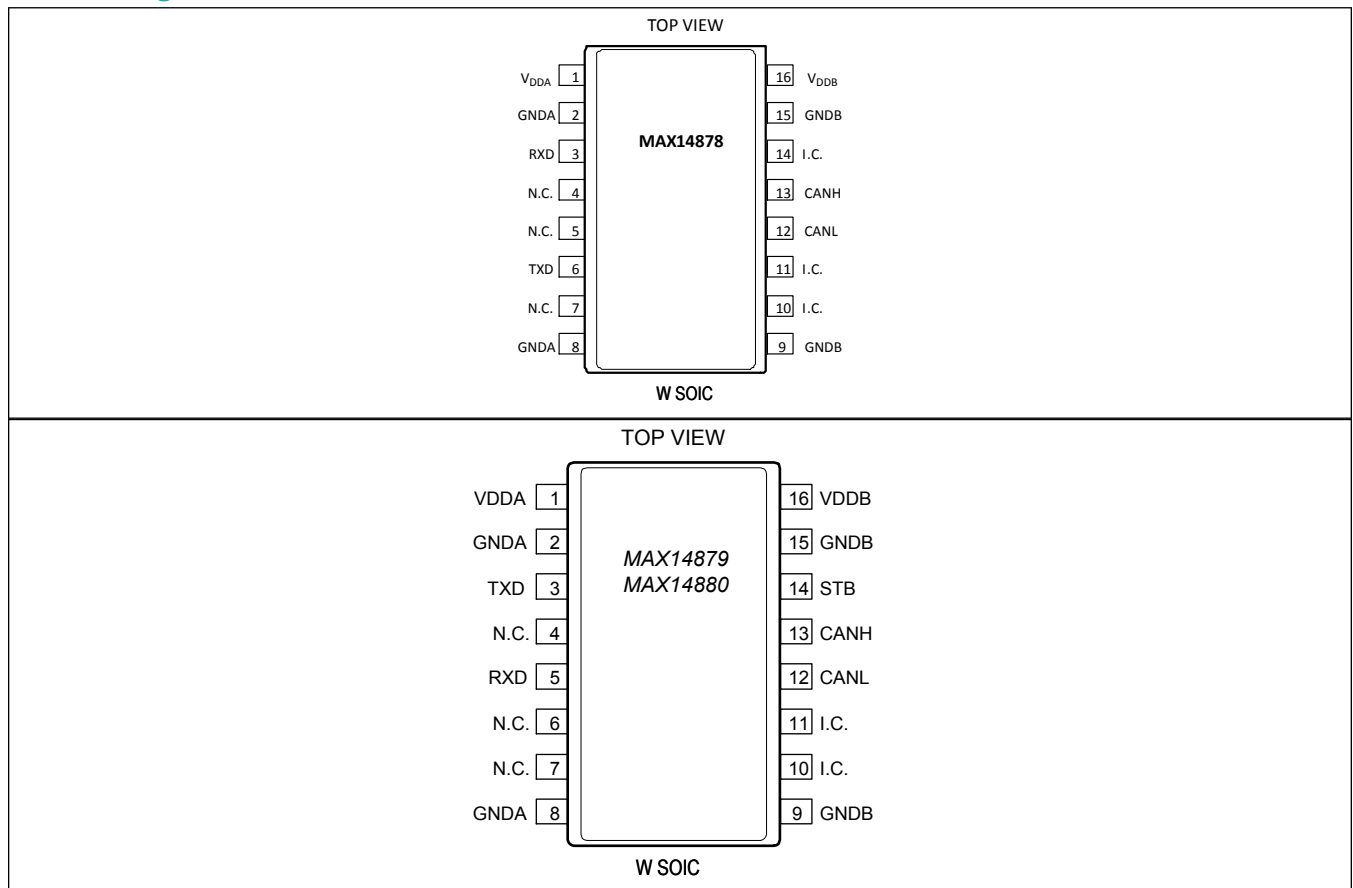 TOP VIEW
V_DDA 1 16 V_DDB
GNDA 2 15 GNDB
MAX14878
RXD 3 14 I.C.
N.C. 4 13 CANH
N.C. 5 12 CANL
TXD 6 11 I.C.
N.C. 7 10 I.C.
GNDA 8 9 GNDB
W SOIC
TOP VIEW
VDDA 1 16 VDDB
GNDA 2 15 GNDB
MAX14879
TXD 3 MAX14880 14 STB
N.C. 4 13 CANH
RXD 5 12 CANL
N.C. 6 11 I.C.
N.C. 7 10 I.C.
GNDA 8 9 GNDB
W SOIC